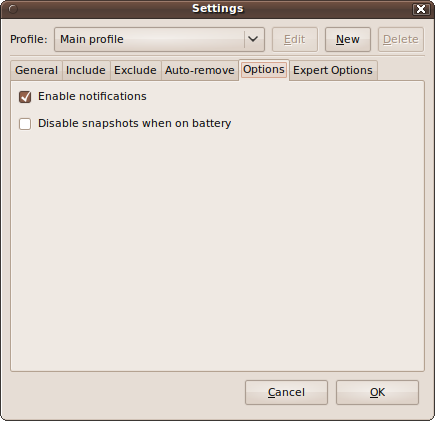 Settings
Profile: Main profile Edit New Delete
General Include Exclude Auto-remove Options Expert Options
Enable notifications
Disable snapshots when on battery
Cancel OK